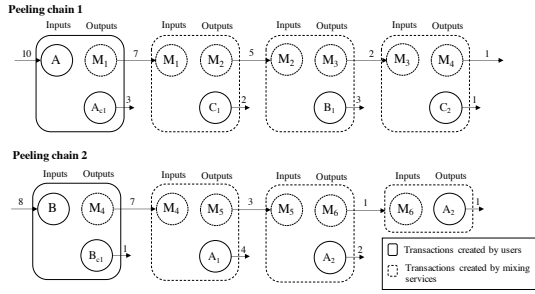 Peeling chain 1
Inputs Outputs Inputs Outputs Inputs Outputs Inputs Outputs
10 A M1 7 M1 M2 5 M2 M3 2 M3 M4 1
Ac1 3 C1 2 B1 3 C2 1
Peeling chain 2
Inputs Outputs Inputs Outputs Inputs Outputs Inputs Outputs
8 B M4 7 M4 M5 3 M5 M6 1 M6 A2 1
Bc1 1 A1 4 A2 2
Transactions created by users
Transactions created by mixing
services